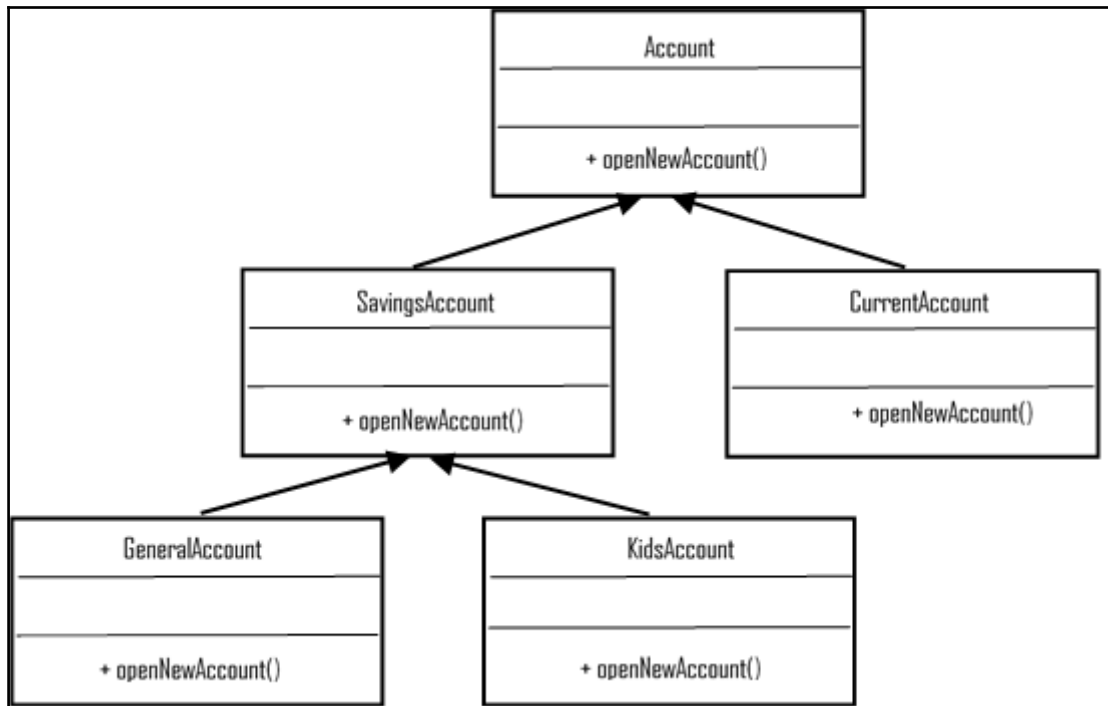 Account
+ openNewAccount()
SavingsAccount
+ openNewAccount()
CurrentAccount
+ openNewAccount()
GeneralAccount
+ openNewAccount()
KidsAccount
+ openNewAccount()